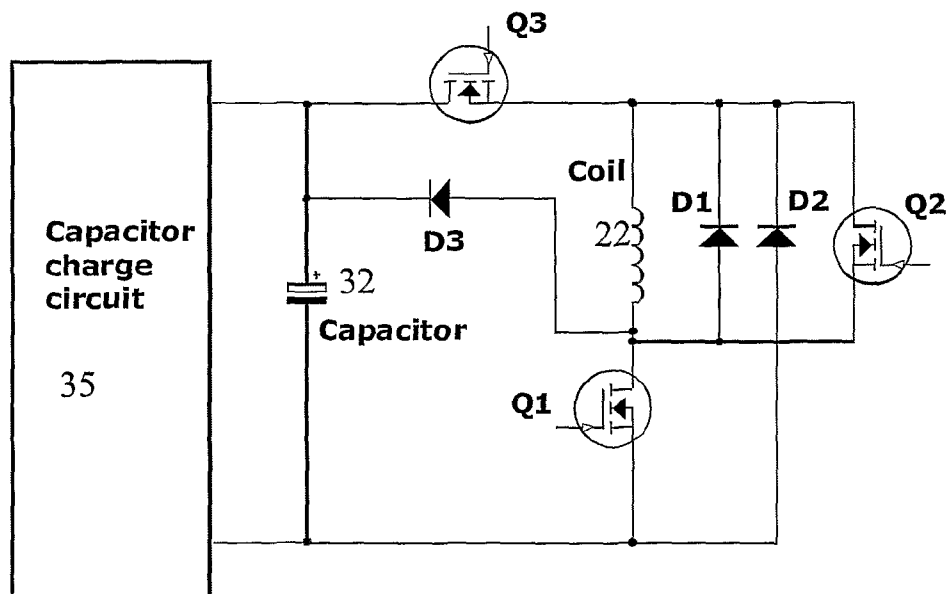 Q3
Coil
D1
D2
Q2
22
D3
Capacitor
charge
circuit
+
32
Capacitor
35
Q1